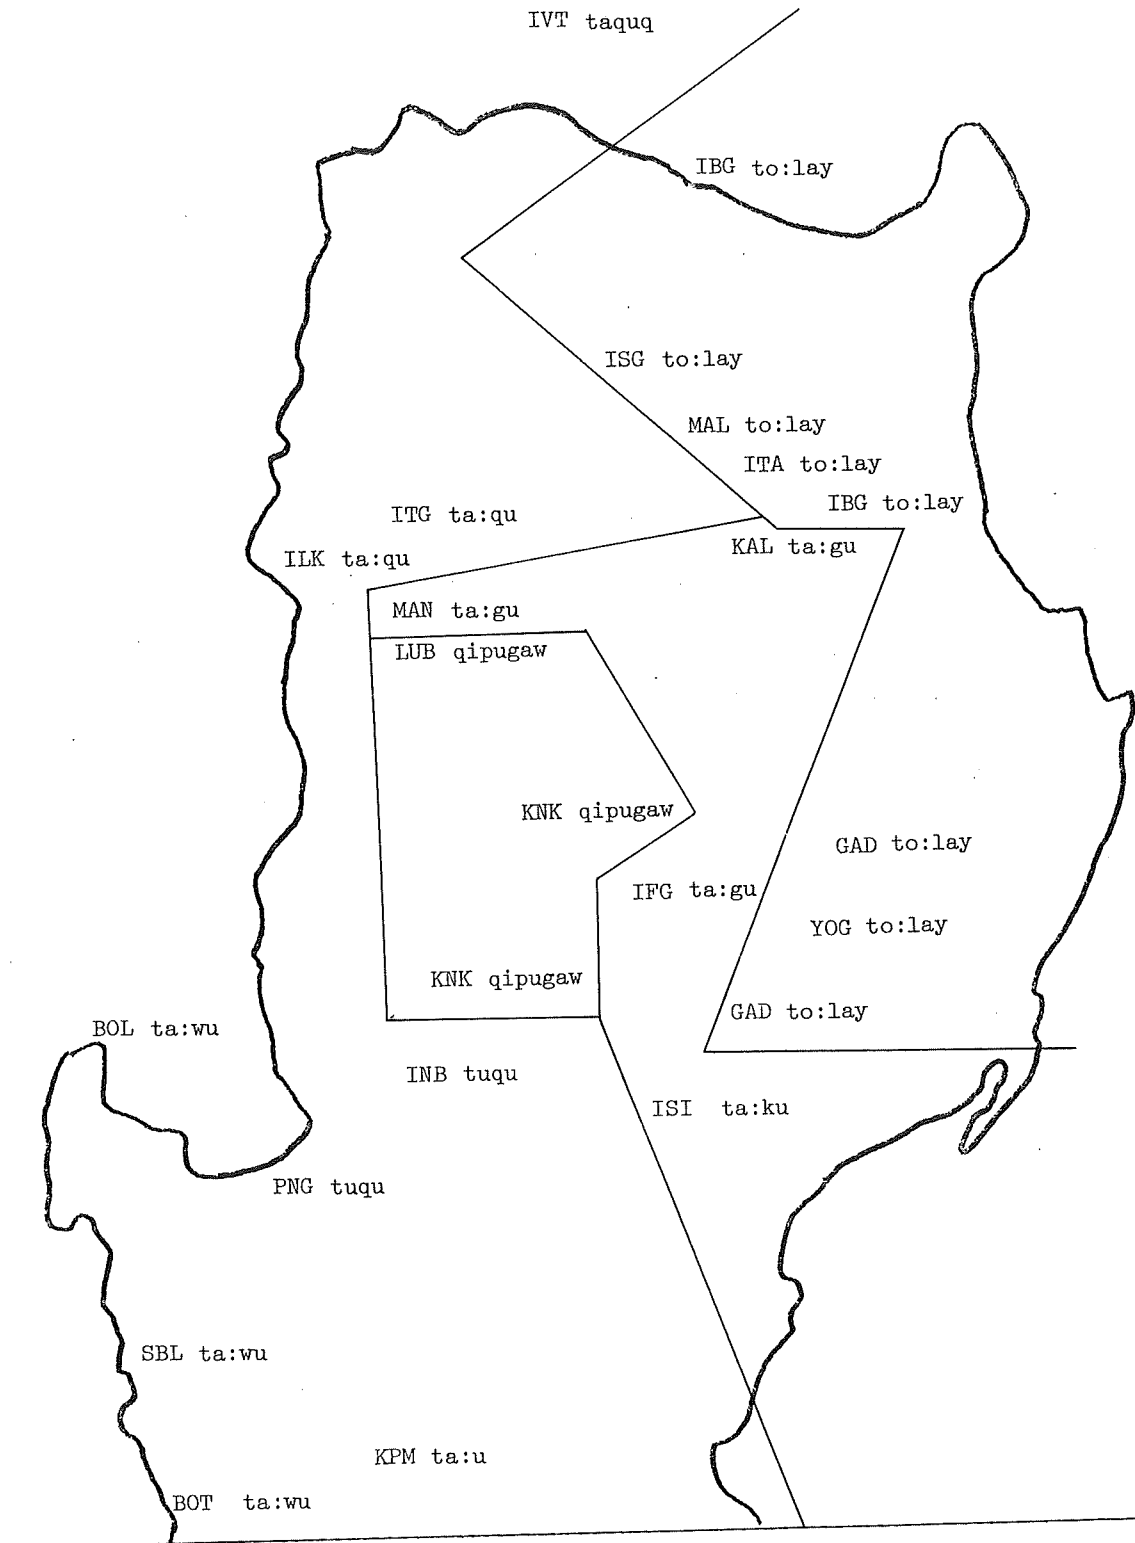 IVT taquq
IBG to:lay
ISG to:lay
MAL to:lay
ITA to:lay
IBG to:lay
ITG ta:qu
KAL ta:gu
ILK ta:qu
MAN ta:gu
LUB qipugaw
KNK qipugaw
GAD to:lay
IFG ta:gu
YOG to:lay
KNK qipugaw
GAD to:lay
BOL ta:wu
INB tuqu
ISI ta:ku
PNG tuqu
SBL ta:wu
KPM ta:u
BOT ta:wu